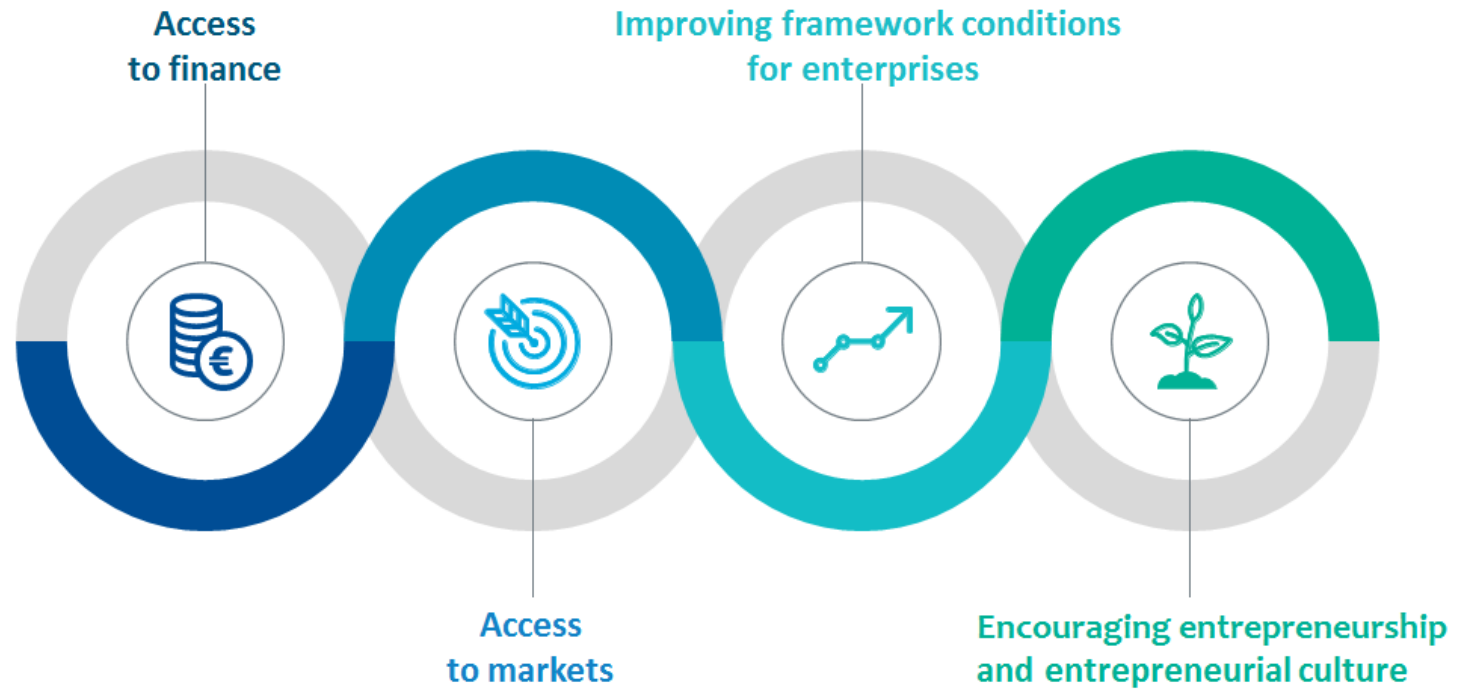 Access
to finance
Improving framework conditions
for enterprises
€
Access
to markets
Encouraging entrepreneurship
and entrepreneurial culture